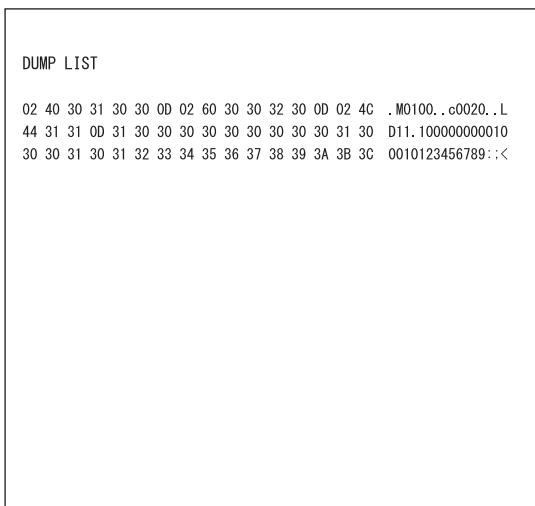 DUMP LIST
02 40 30 31 30 30 0D 02 60 30 30 32 30 0D 02 4C .M0100..c0020..L
44 31 31 0D 31 30 30 30 30 30 30 30 30 30 31 30 D11.100000000010
30 30 31 30 31 32 33 34 35 36 37 38 39 3A 3B 3C 0010123456789:;<